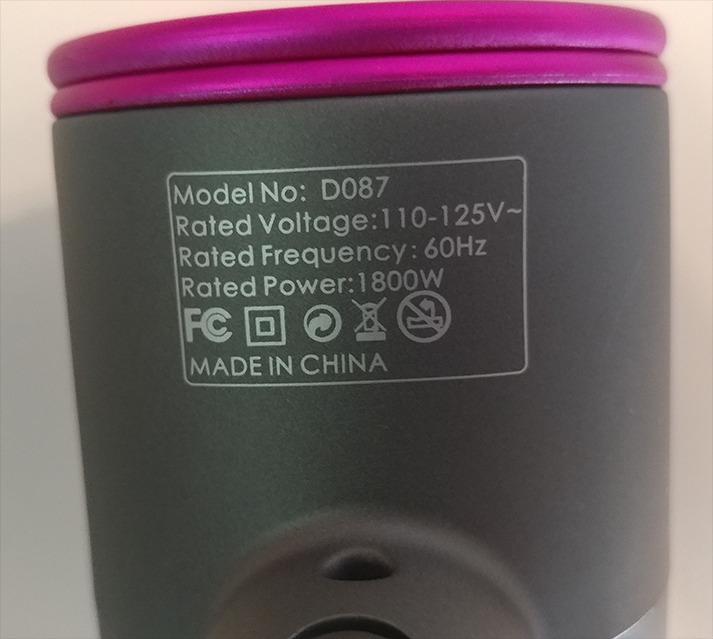 Model No: D087
Rated Voltage:110-125V~
Rated Frequency: 60Hz
Rated Power:1800W
FC
MADE IN CHINA